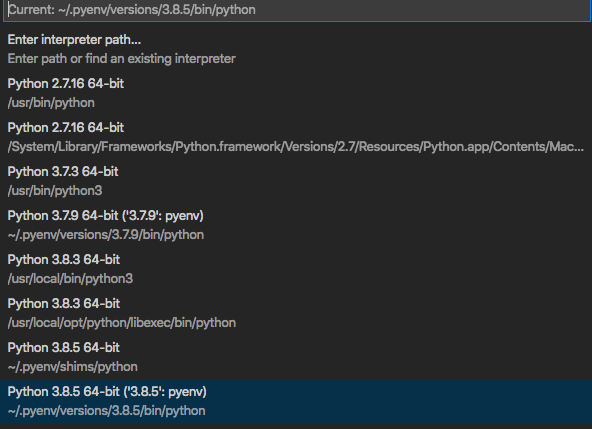 Current: ~/.pyenv/versions/3.8.5/bin/python
Enter interpreter path...
Enter path or find an existing interpreter
Python 2.7.16 64-bit
/usr/bin/python
Python 2.7.16 64-bit
/System/Library/Frameworks/Python.framework/Versions/2.7/Resources/Python.app/Contents/Mac...
Python 3.7.3 64-bit
/usr/bin/python3
Python 3.7.9 64-bit ('3.7.9': pyenv)
~/.pyenv/versions/3.7.9/bin/python
Python 3.8.3 64-bit
/usr/local/bin/python3
Python 3.8.3 64-bit
/usr/local/opt/python/libexec/bin/python
Python 3.8.5 64-bit
~/.pyenv/shims/python
Python 3.8.5 64-bit ('3.8.5': pyenv)
~/.pyenv/versions/3.8.5/bin/python